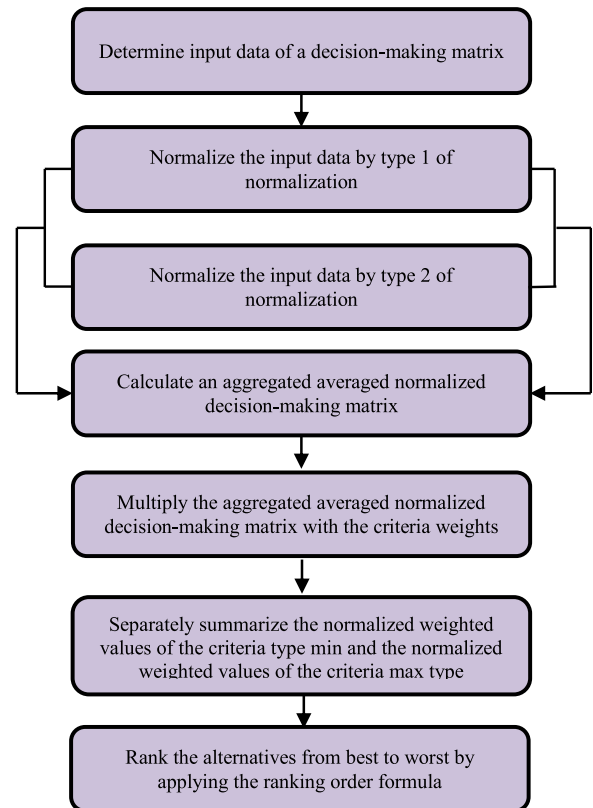 Determine input data of a decision-making matrix
Normalize the input data by type 1 of
normalization
Normalize the input data by type 2 of
normalization
Calculate an aggregated averaged normalized
decision-making matrix
Multiply the aggregated averaged normalized
decision-making matrix with the criteria weights
Separately summarize the normalized weighted
values of the criteria type min and the normalized
weighted values of the criteria max type
Rank the alternatives from best to worst by
applying the ranking order formula